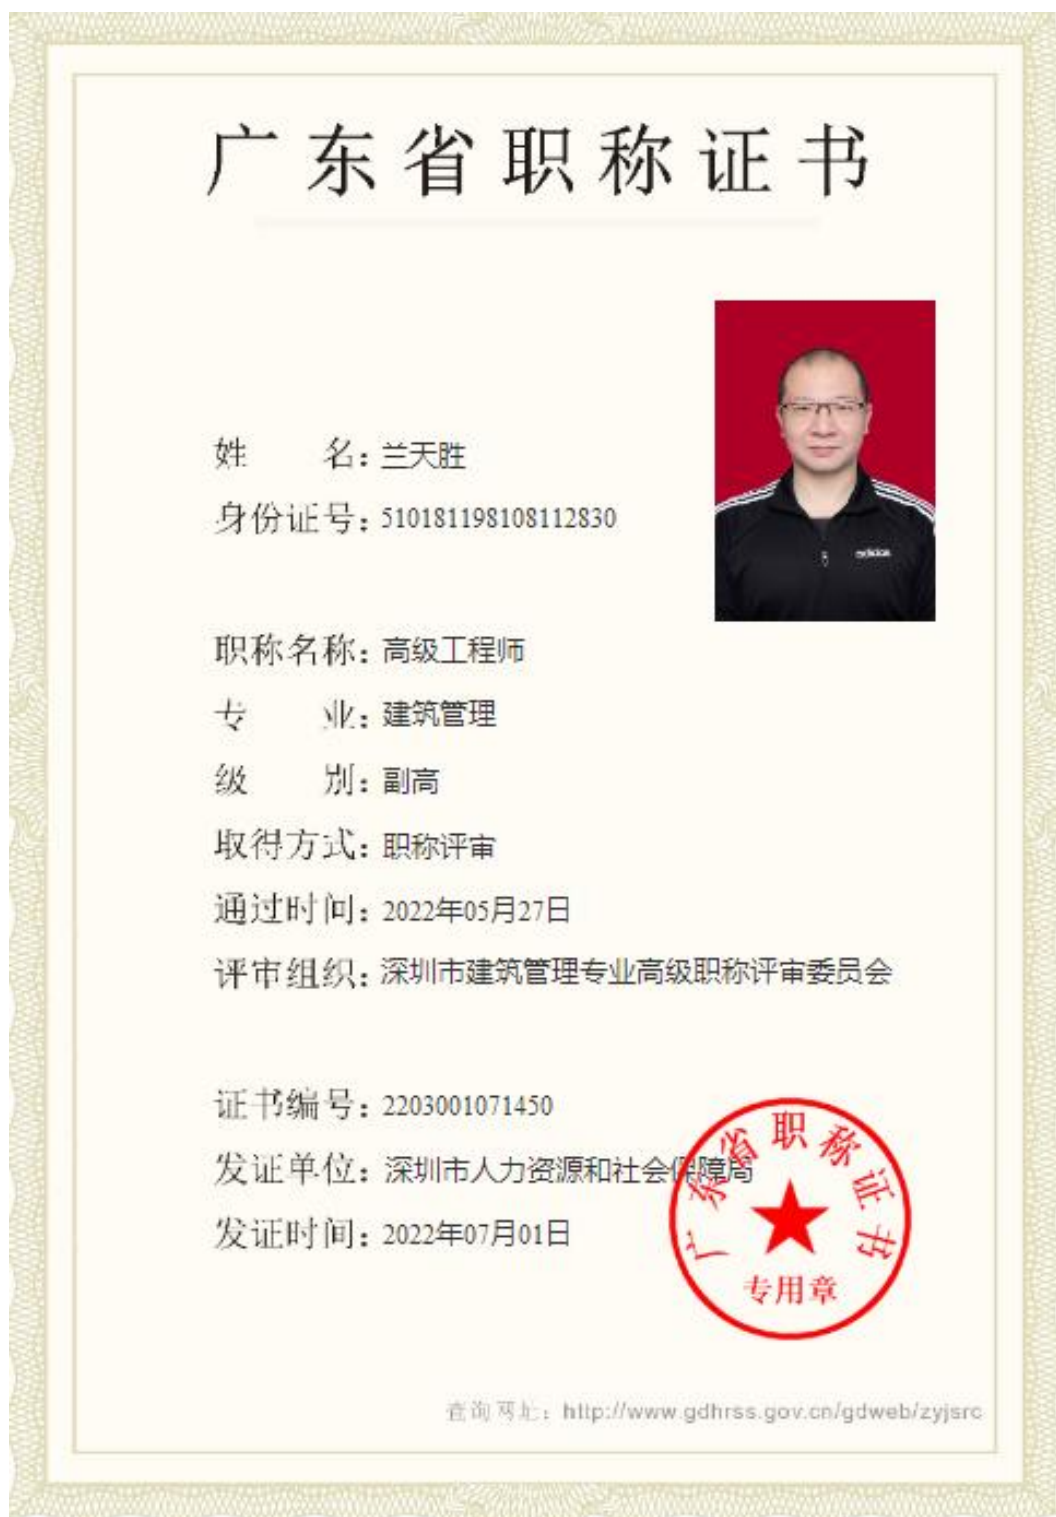 广东省职称证书
姓 名：兰天胜
身份证号：510181198108112830
adidas
职称名称：高级工程师
专 业：建筑管理
级 别：副高
取得方式：职称评审
通过时间：2022年05月27日
评审组织：深圳市建筑管理专业高级职称评审委员会
证书编号：2203001071450
发证单位：深圳市人力资源和社会保障局
发证时间：2022年07月01日
广东省职称证书
专用章
查询网址：http://www.gdhrss.gov.cn/gdweb/zyjsrc